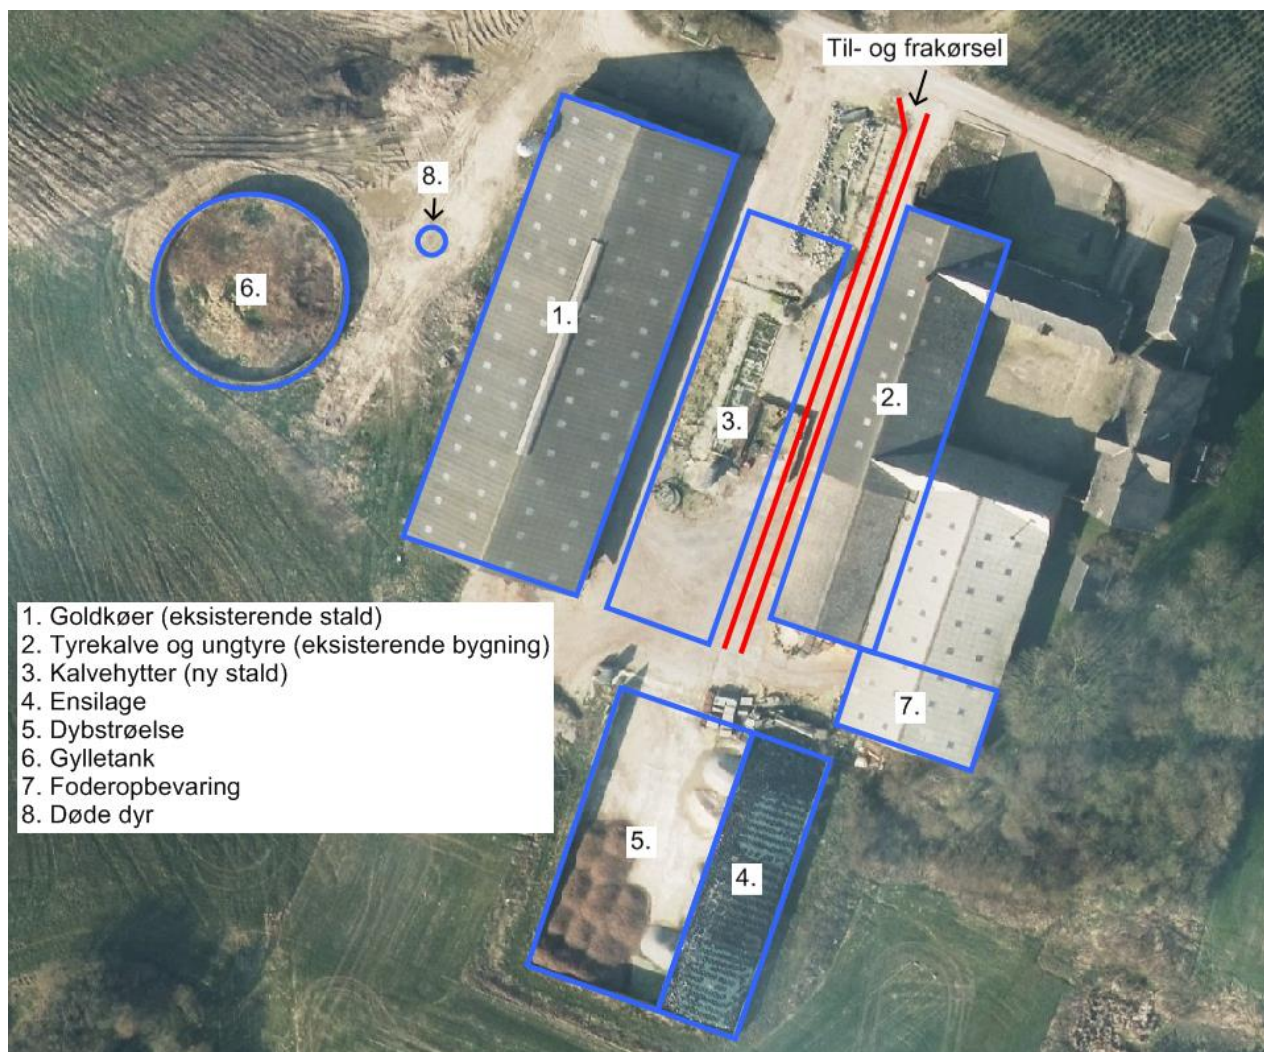 Til- og frakørsel
8.
6.
1.
2.
3.
7.
5.
4.
1. Goldkøer (eksisterende stald)
2. Tyrekalve og ungtyre (eksisterende bygning)
3. Kalvehytter (ny stald)
4. Ensilage
5. Dybstrøelse
6. Gylletank
7. Foderopbevaring
8. Døde dyr